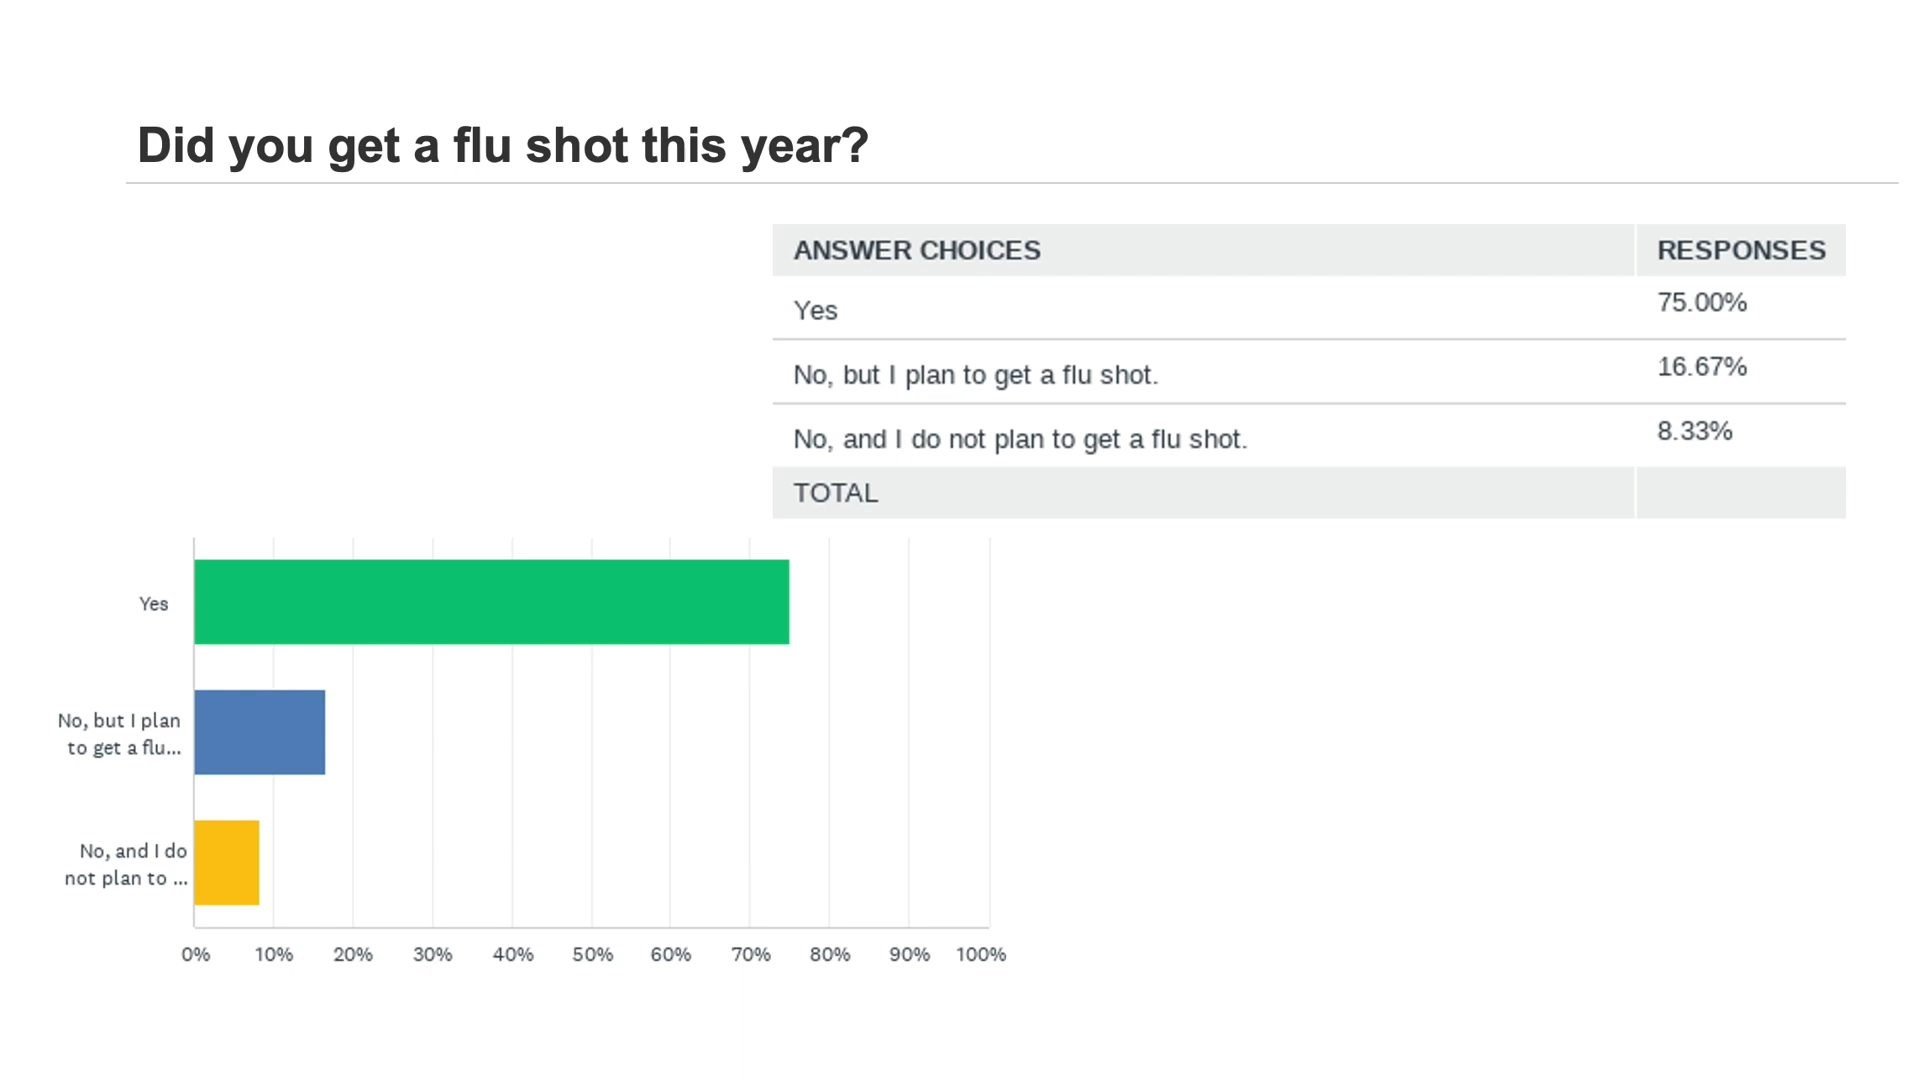 Did you get a flu shot this year?
ANSWER CHOICES RESPONSES
Yes 75.00%
No, but I plan to get a flu shot. 16.67%
No, and I do not plan to get a flu shot. 8.33%
TOTAL
Yes
No, but I plan
to get a flu...
No, and I do
not plan to ...
0% 10% 20% 30% 40% 50% 60% 70% 80% 90% 100%